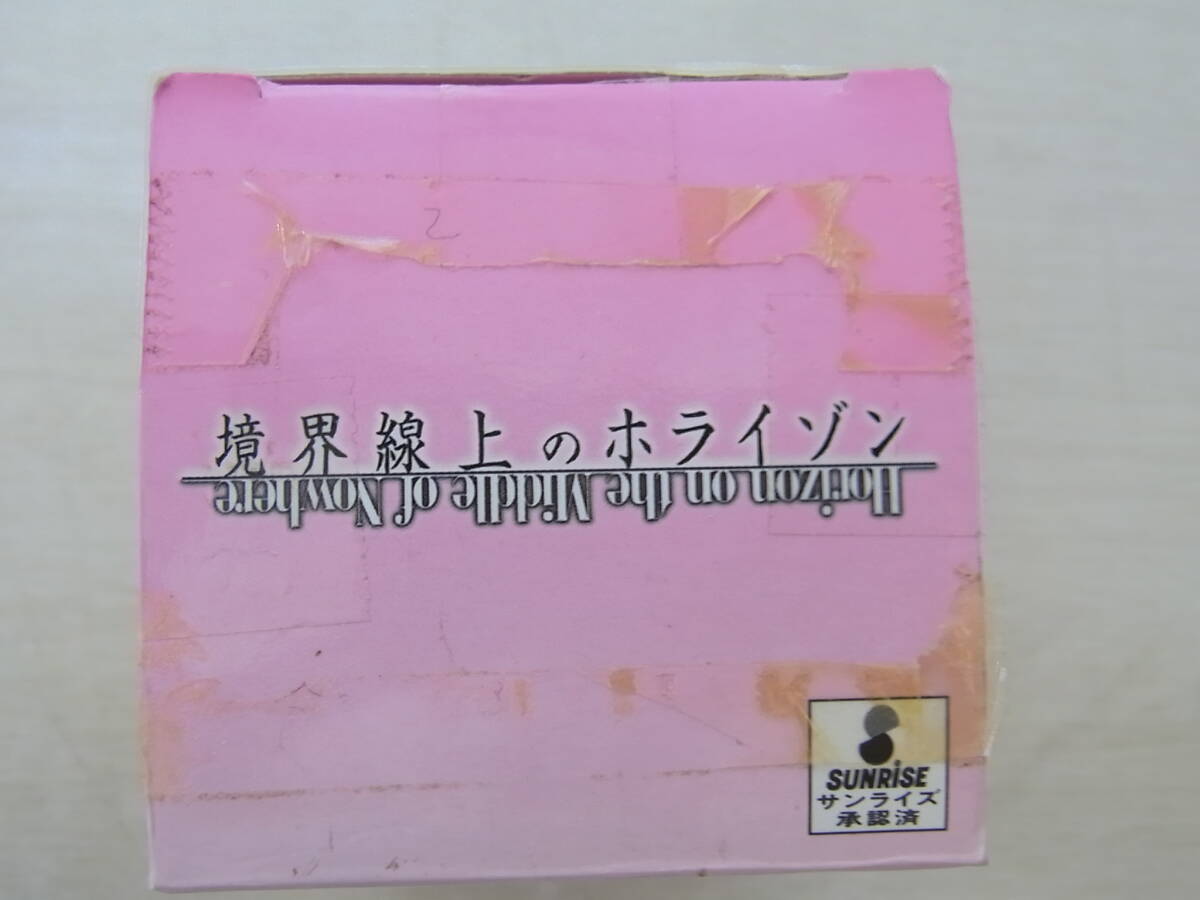 乙
境界線上のホライゾン
Horizon on the Middle of Nowhere
SUNRiSE
サンライズ
承認済